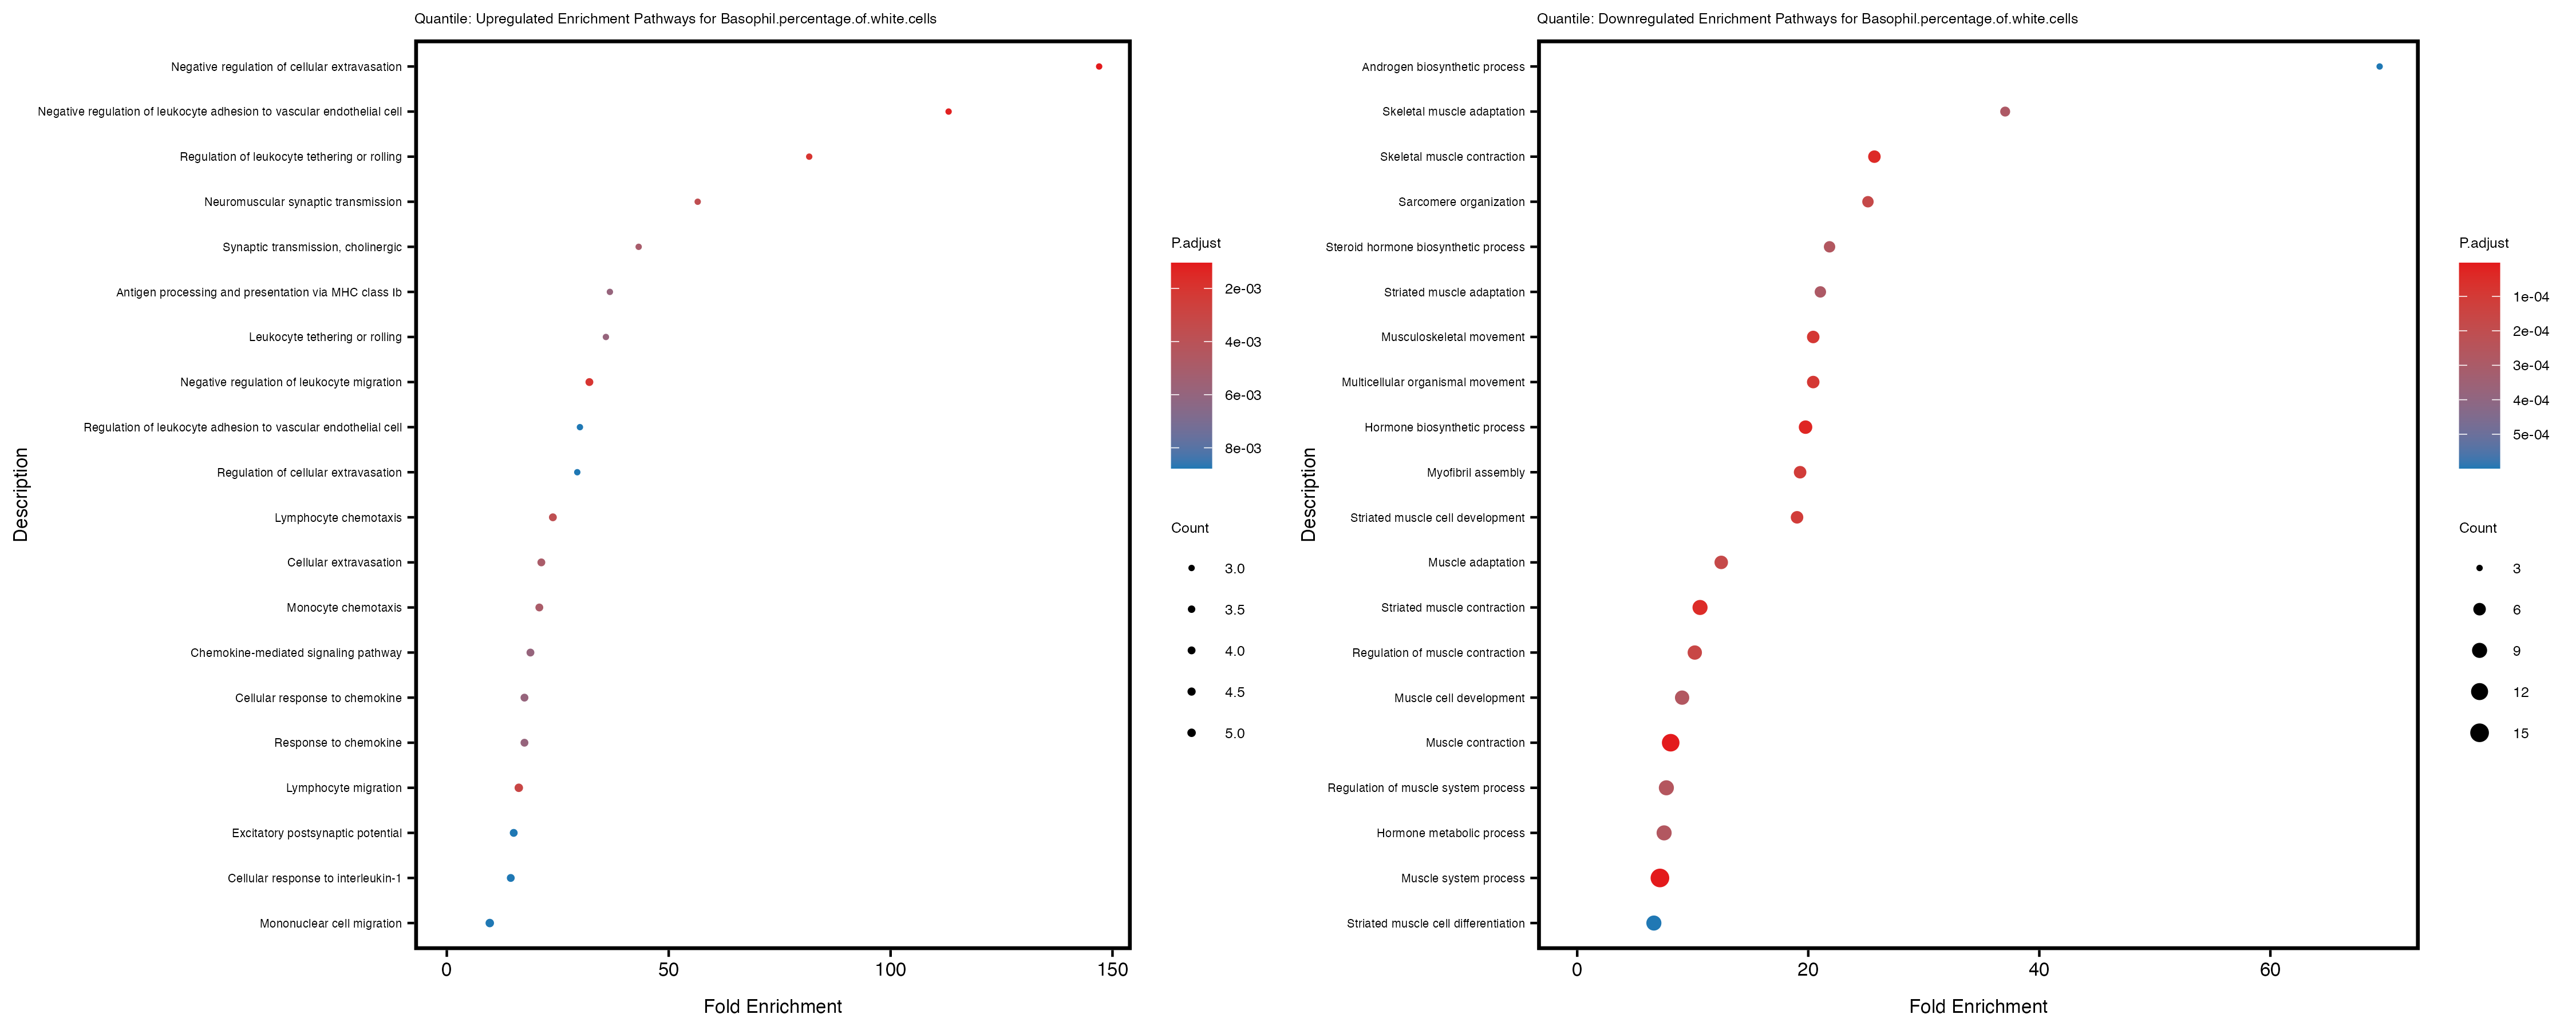 Quantile: Upregulated Enrichment Pathways for Basophil.percentage.of.white.cells
Description
Negative regulation of cellular extravasation
Negative regulation of leukocyte adhesion to vascular endothelial cell
Regulation of leukocyte tethering or rolling
Neuromuscular synaptic transmission
Synaptic transmission, cholinergic
Antigen processing and presentation via MHC class Ib
Leukocyte tethering or rolling
Negative regulation of leukocyte migration
Regulation of leukocyte adhesion to vascular endothelial cell
Regulation of cellular extravasation
Lymphocyte chemotaxis
Cellular extravasation
Monocyte chemotaxis
Chemokine-mediated signaling pathway
Cellular response to chemokine
Response to chemokine
Lymphocyte migration
Excitatory postsynaptic potential
Cellular response to interleukin-1
Mononuclear cell migration
0 50 100 150
Fold Enrichment
P.adjust
2e-03
4e-03
6e-03
8e-03
Count
3.0
3.5
4.0
4.5
5.0
Quantile: Downregulated Enrichment Pathways for Basophil.percentage.of.white.cells
Description
Androgen biosynthetic process
Skeletal muscle adaptation
Skeletal muscle contraction
Sarcomere organization
Steroid hormone biosynthetic process
Striated muscle adaptation
Musculoskeletal movement
Multicellular organismal movement
Hormone biosynthetic process
Myofibril assembly
Striated muscle cell development
Muscle adaptation
Striated muscle contraction
Regulation of muscle contraction
Muscle cell development
Muscle contraction
Regulation of muscle system process
Hormone metabolic process
Muscle system process
Striated muscle cell differentiation
0 20 40 60
Fold Enrichment
P.adjust
1e-04
2e-04
3e-04
4e-04
5e-04
Count
3
6
9
12
15